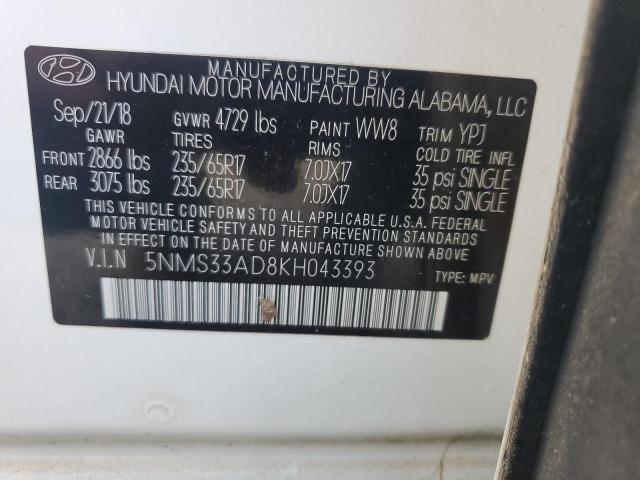 MANUFACTURED BY
HYUNDAI MOTOR MANUFACTURING ALABAMA, LLC
Sep/21/18 GVWR 4729 lbs PAINT WW8 TRIM YPJ
GAWR TIRES RIMS COLD TIRE INFL
FRONT 2866 lbs 235/65R17 7.0JX17 35 psi SINGLE
REAR 3075 lbs 235/65R17 7.0JX17 35 psi SINGLE
THIS VEHICLE CONFORMS TO ALL APPLICABLE U.S.A. FEDERAL
MOTOR VEHICLE SAFETY AND THEFT PREVENTION STANDARDS
IN EFFECT ON THE DATE OF MANUFACTURE SHOWN ABOVE.
V.I.N 5NMS33AD8KH043393 TYPE: MPV